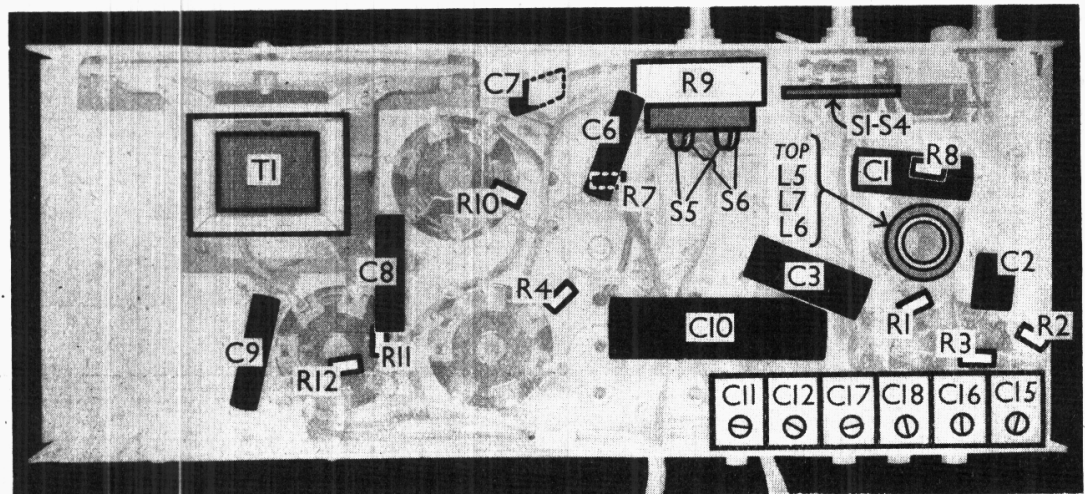 C7
R9
S1-S4
C6
T1
TOP
L5
L7
L6
C1
R8
R10
R7
S5
S6
C8
C3
C2
R4
C10
R1
R2
C9
R11
R12
R3
C11 C12 C17 C18 C16 C15